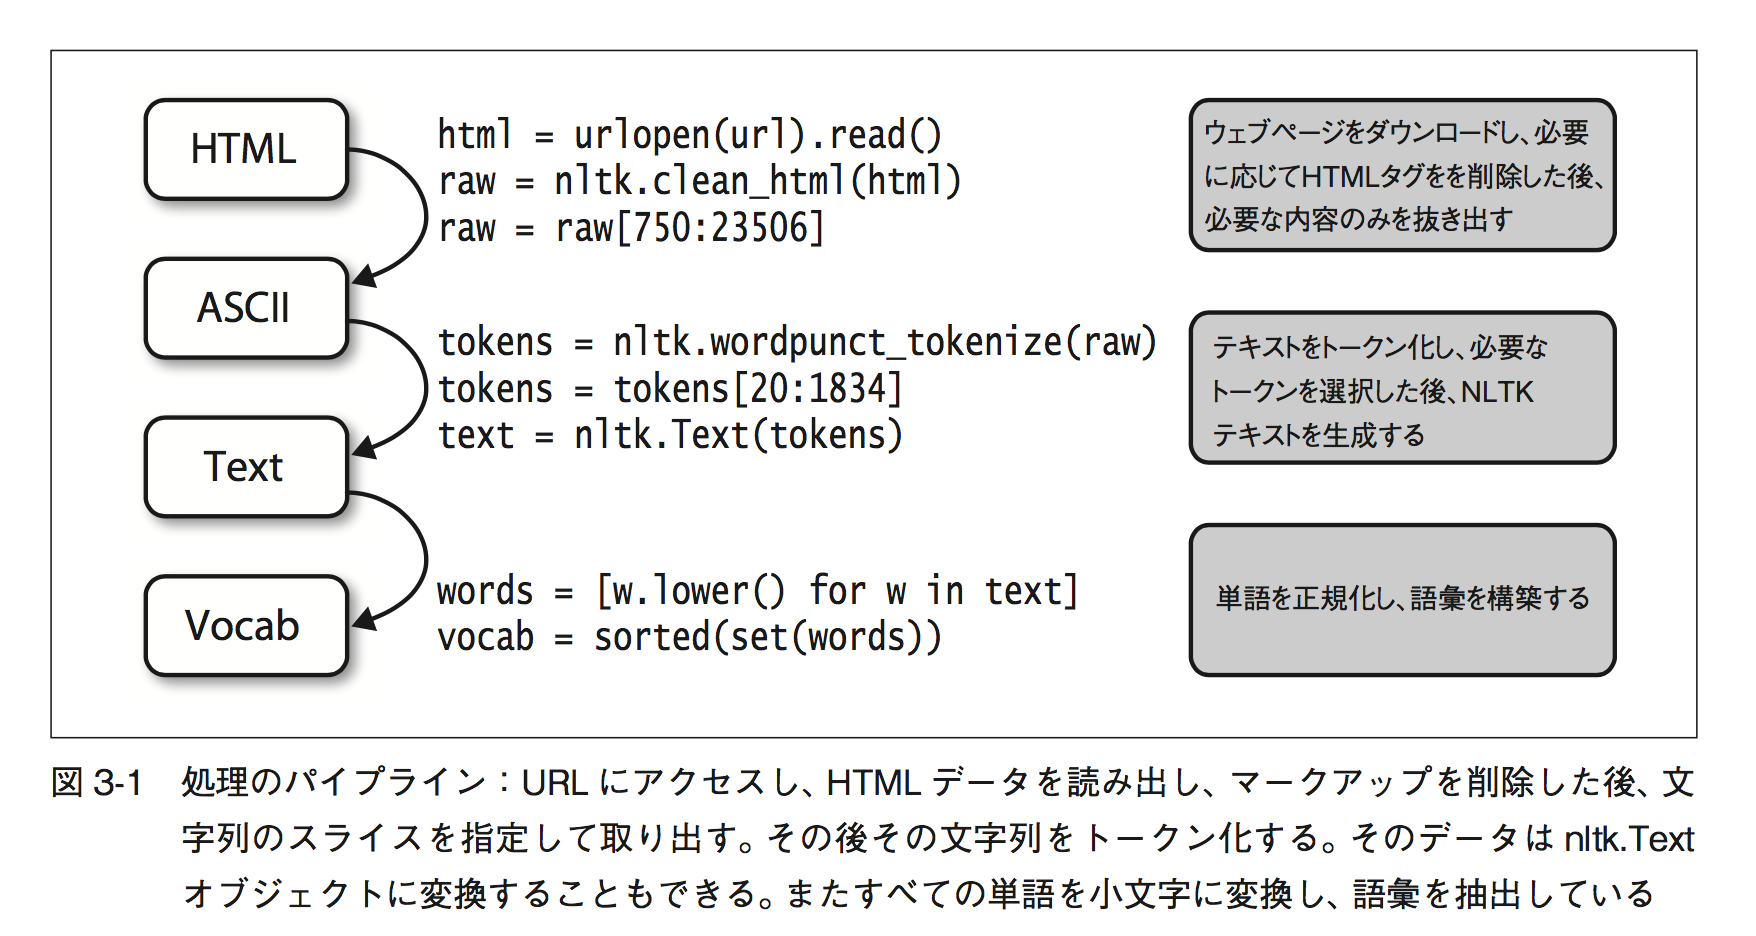 HTML
html = urlopen(url).read()
raw = nltk.clean_html(html)
raw = raw[750:23506]
ウェブページをダウンロードし、必要
に応じてHTMLタグをを削除した後、
必要な内容のみを抜き出す
ASCII
tokens = nltk.wordpunct_tokenize(raw)
tokens = tokens[20:1834]
text = nltk.Text(tokens)
テキストをトークン化し、必要な
トークンを選択した後、NLTK
テキストを生成する
Text
words = [w.lower() for w in text]
vocab = sorted(set(words))
単語を正規化し、語彙を構築する
Vocab
図 3-1 処理のパイプライン：URL にアクセスし、HTML データを読み出し、マークアップを削除した後、文
字列のスライスを指定して取り出す。その後その文字列をトークン化する。そのデータは nltk.Text
オブジェクトに変換することもできる。またすべての単語を小文字に変換し、語彙を抽出している